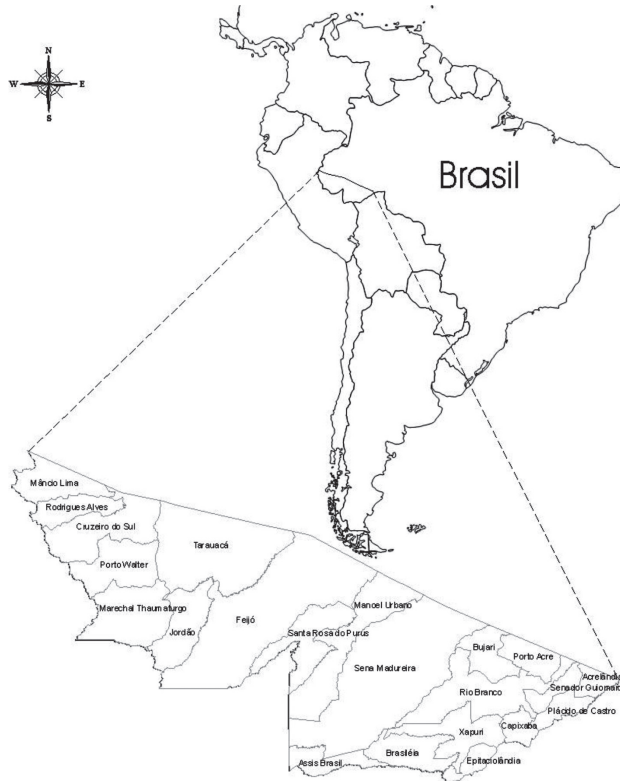 N
W E
S
Brasil
Mâncio Lima
Rodrigues Alves
Cruzeiro do Sul
Tarauacá
Porto Walter
Marechal Thaumaturgo
Jordão
Feijó
Manoel Urbano
Santa Rosa do Purús
Sena Madureira
Bujari
Porto Acre
Acrelândia
Senador Guiomard
Rio Branco
Plácido de Castro
Xapuri
Capixaba
Brasiléia
Assis Brasil
Epitaciolândia